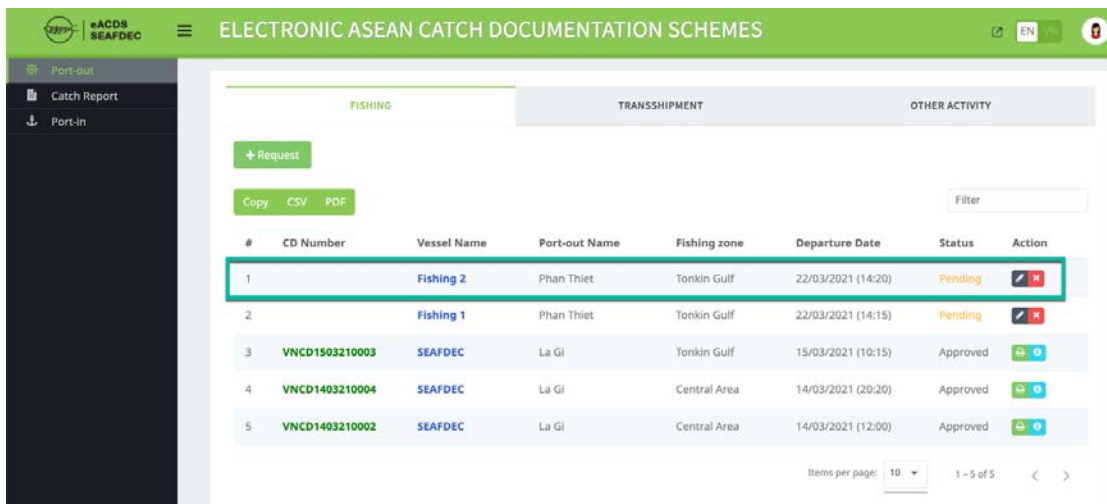 eACDS
SEAFDEC
ELECTRONIC ASEAN CATCH DOCUMENTATION SCHEMES
EN VN
Port-out
Catch Report
Port-in
FISHING TRANSSHIPMENT OTHER ACTIVITY
+ Request
Copy CSV PDF
Filter
# CD Number Vessel Name Port-out Name Fishing zone Departure Date Status Action
1 Fishing 2 Phan Thiet Tonkin Gulf 22/03/2021 (14:20) Pending
2 Fishing 1 Phan Thiet Tonkin Gulf 22/03/2021 (14:15) Pending
3 VNCD1503210003 SEAFDEC La Gi Tonkin Gulf 15/03/2021 (10:15) Approved
4 VNCD1403210004 SEAFDEC La Gi Central Area 14/03/2021 (20:20) Approved
5 VNCD1403210002 SEAFDEC La Gi Central Area 14/03/2021 (12:00) Approved
Items per page: 10 1 – 5 of 5